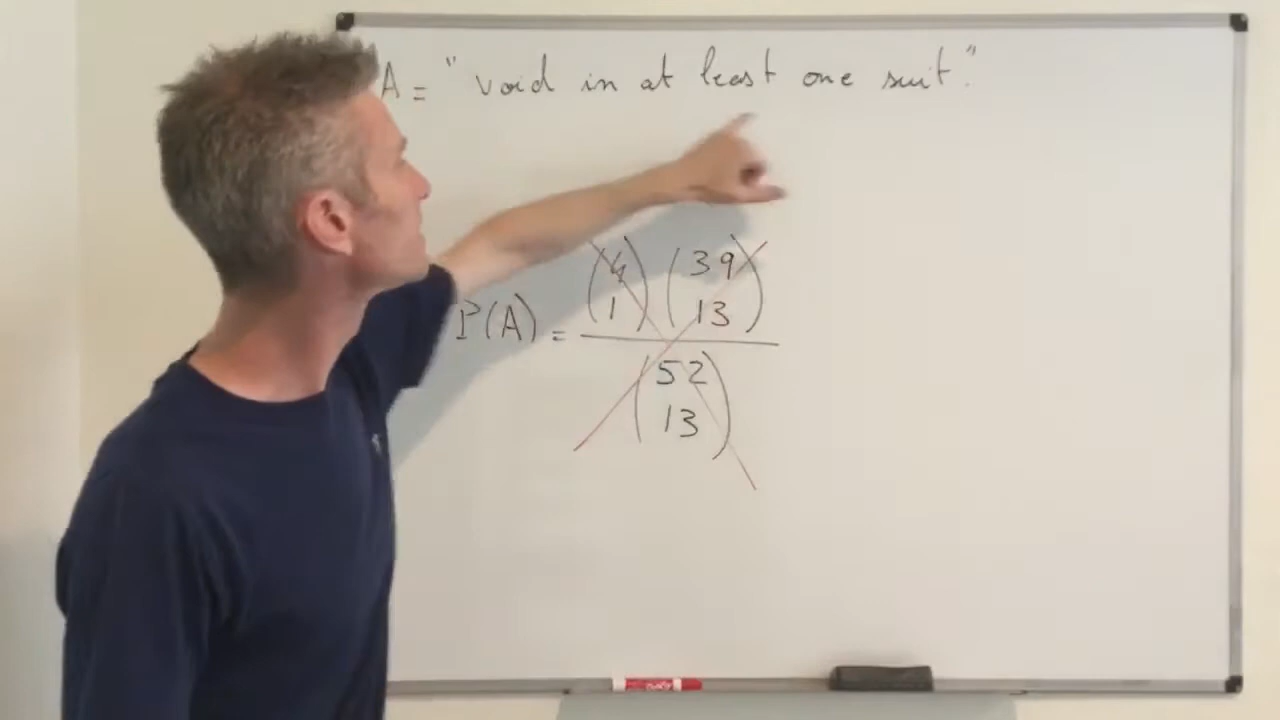 A = "void in at least one suit."
(4 1) (39 13)
P(A) =
(52 13)